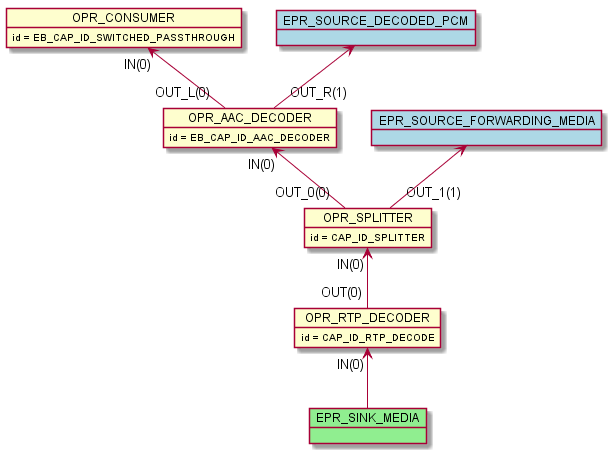 OPR_CONSUMER
id = EB_CAP_ID_SWITCHED_PASSTHROUGH
EPR_SOURCE_DECODED_PCM
IN(0)
OUT_L(0)
OUT_R(1)
OPR_AAC_DECODER
id = EB_CAP_ID_AAC_DECODER
EPR_SOURCE_FORWARDING_MEDIA
IN(0)
OUT_0(0)
OUT_1(1)
OPR_SPLITTER
id = CAP_ID_SPLITTER
IN(0)
OUT(0)
OPR_RTP_DECODER
id = CAP_ID_RTP_DECODE
IN(0)
EPR_SINK_MEDIA